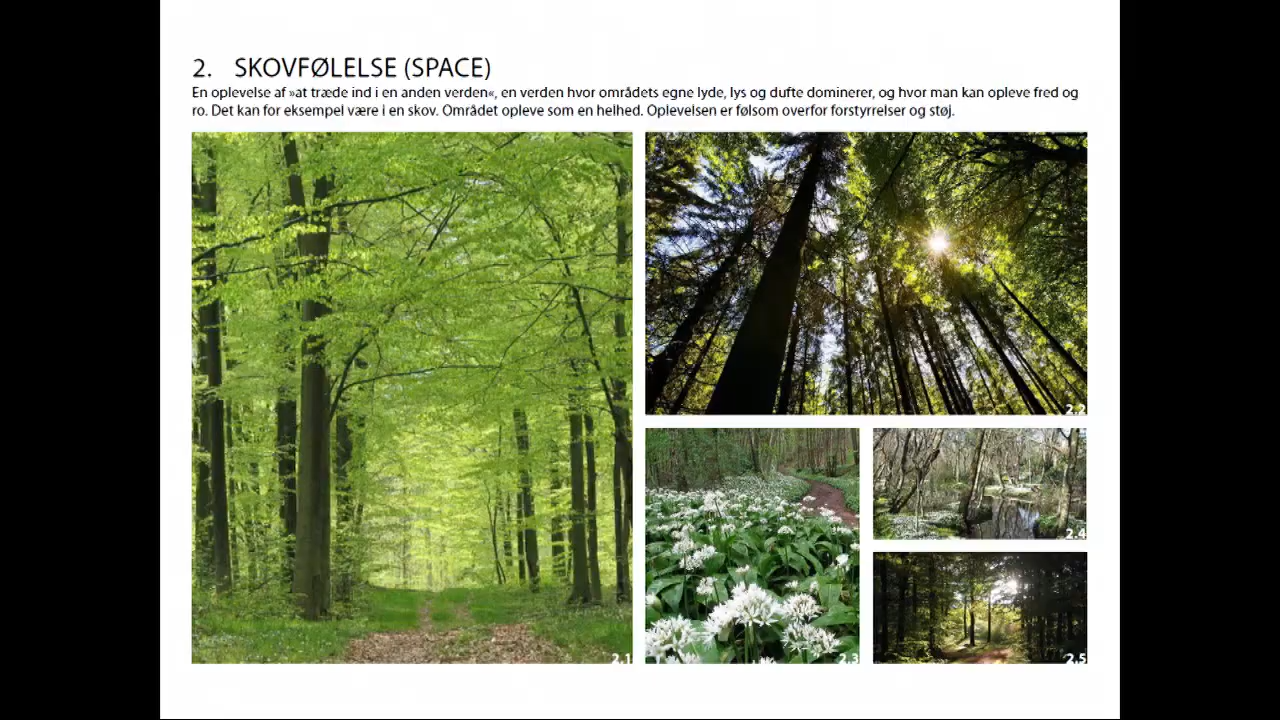 2. SKOVFØLELSE (SPACE)
En oplevelse af »at træde ind i en anden verden«, en verden hvor områdets egne lyde, lys og dufte dominerer, og hvor man kan opleve fred og
ro. Det kan for eksempel være i en skov. Området opleve som en helhed. Oplevelsen er følsom overfor forstyrrelser og støj.
2.2
2.4
2.1
2.3
2.5